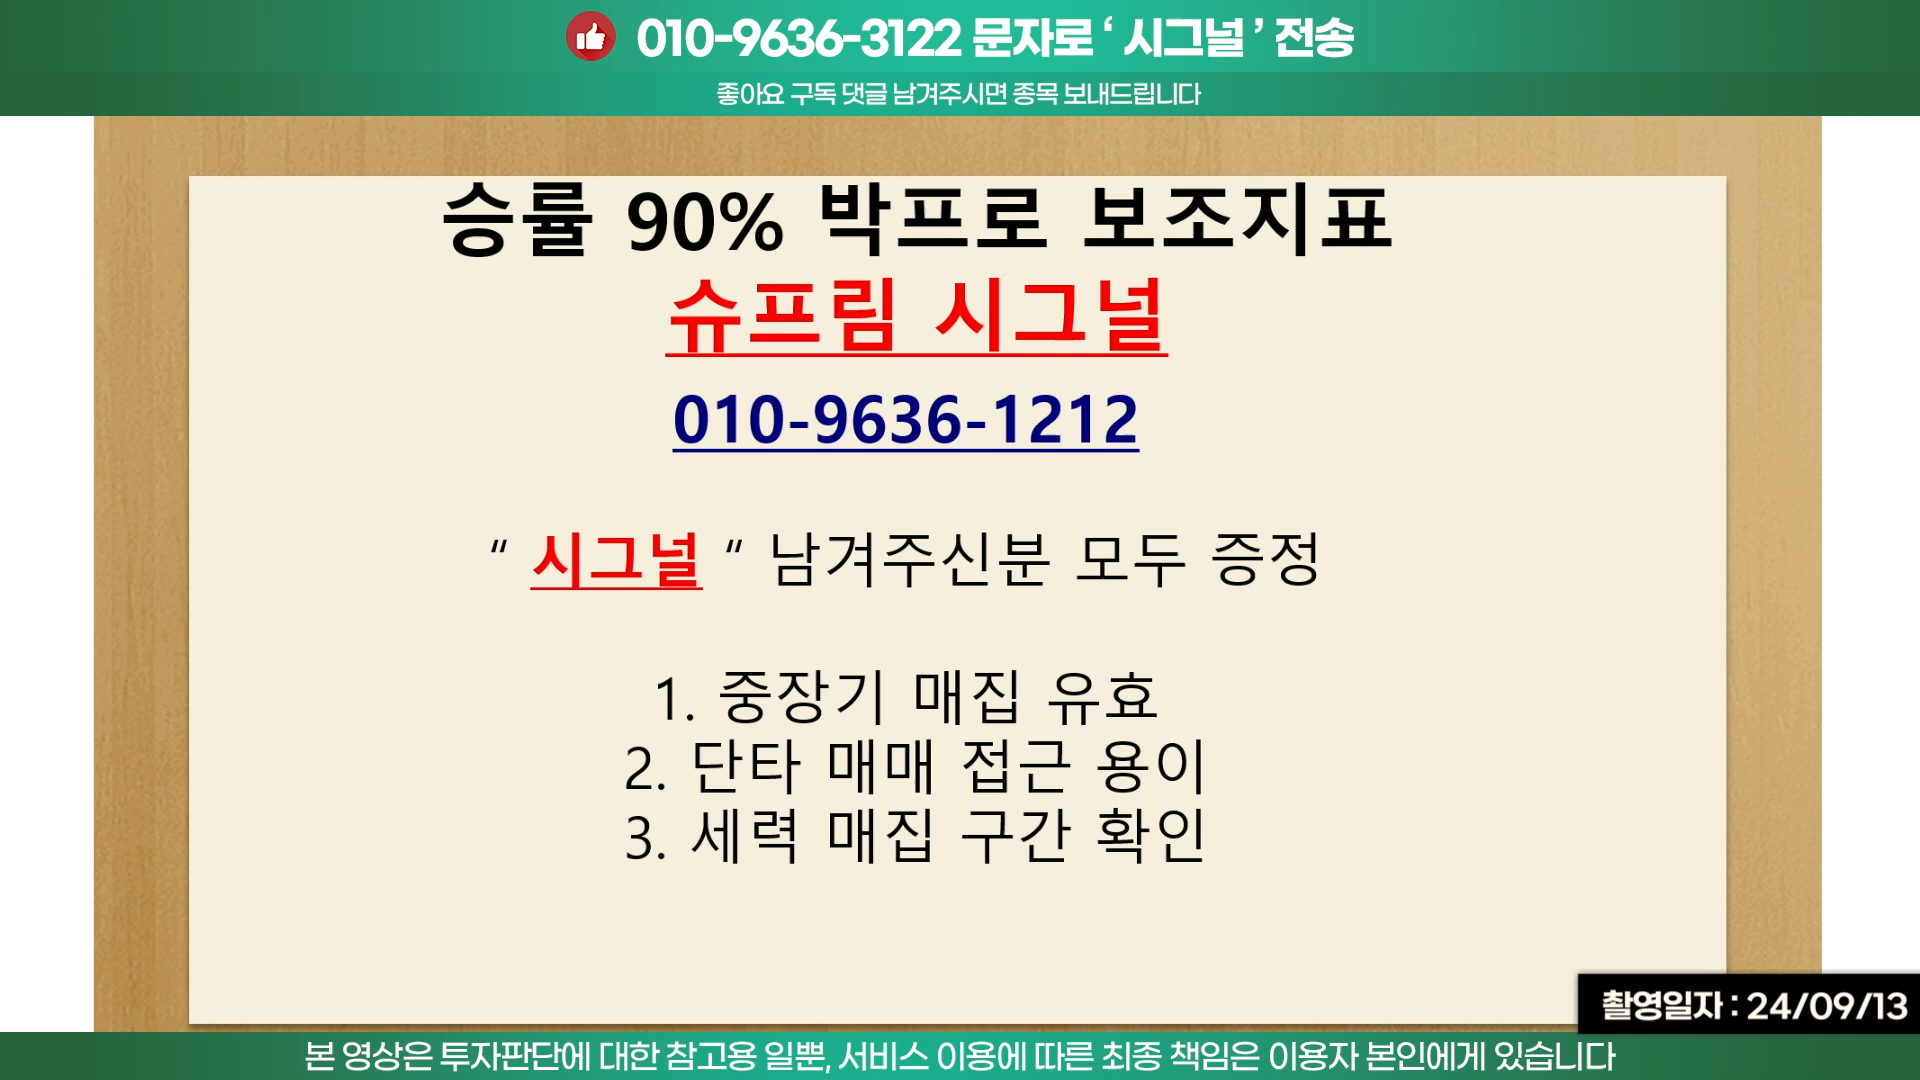 010-9636-3122 문자로 ‘ 시그널 ’ 전송
좋아요 구독 댓글 남겨주시면 종목 보내드립니다
승률 90% 박프로 보조지표
슈프림 시그널
010-9636-1212
“ 시그널 “ 남겨주신분 모두 증정
1. 중장기 매집 유효
2. 단타 매매 접근 용이
3. 세력 매집 구간 확인
촬영일자 : 24/09/13
본 영상은 투자판단에 대한 참고용 일뿐, 서비스 이용에 따른 최종 책임은 이용자 본인에게 있습니다